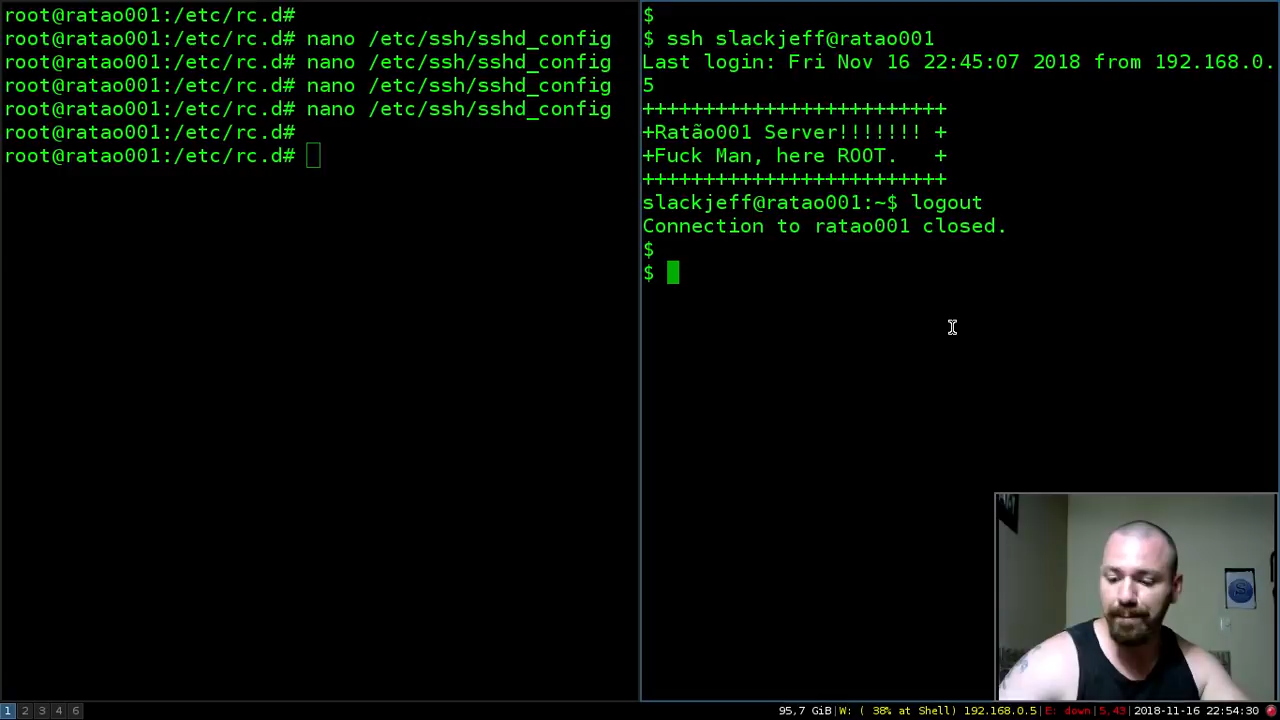 root@ratao001:/etc/rc.d#
root@ratao001:/etc/rc.d# nano /etc/ssh/sshd_config
root@ratao001:/etc/rc.d# nano /etc/ssh/sshd_config
root@ratao001:/etc/rc.d# nano /etc/ssh/sshd_config
root@ratao001:/etc/rc.d# nano /etc/ssh/sshd_config
root@ratao001:/etc/rc.d#
root@ratao001:/etc/rc.d#
$
$ ssh slackjeff@ratao001
Last login: Fri Nov 16 22:45:07 2018 from 192.168.0.
5
+++++++++++++++++++++++++
+Ratão001 Server!!!!!!! +
+Fuck Man, here ROOT.   +
+++++++++++++++++++++++++
slackjeff@ratao001:~$ logout
Connection to ratao001 closed.
$
$
S
1 2 3 4 6
95,7 GiB|W: ( 38% at Shell) 192.168.0.5|E: down|5.43|2018-11-16 22:54:30